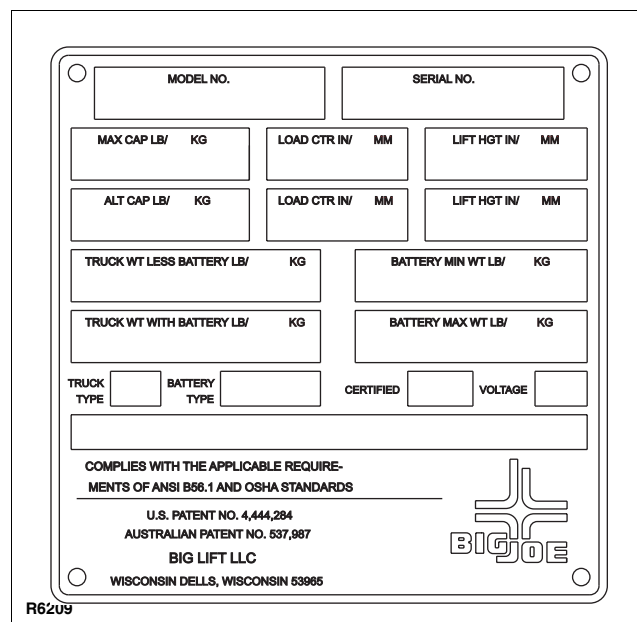 MODEL NO. SERIAL NO.
MAX CAP LB/ KG LOAD CTR IN/ MM LIFT HGT IN/ MM
ALT CAP LB/ KG LOAD CTR IN/ MM LIFT HGT IN/ MM
TRUCK WT LESS BATTERY LB/ KG BATTERY MIN WT LB/ KG
TRUCK WT WITH BATTERY LB/ KG BATTERY MAX WT LB/ KG
TRUCK TYPE BATTERY TYPE CERTIFIED VOLTAGE
COMPLIES WITH THE APPLICABLE REQUIRE-
MENTS OF ANSI B56.1 AND OSHA STANDARDS
U.S. PATENT NO. 4,444,284
AUSTRALIAN PATENT NO. 537,987
BIG JOE
BIG LIFT LLC
WISCONSIN DELLS, WISCONSIN 53965
R6209